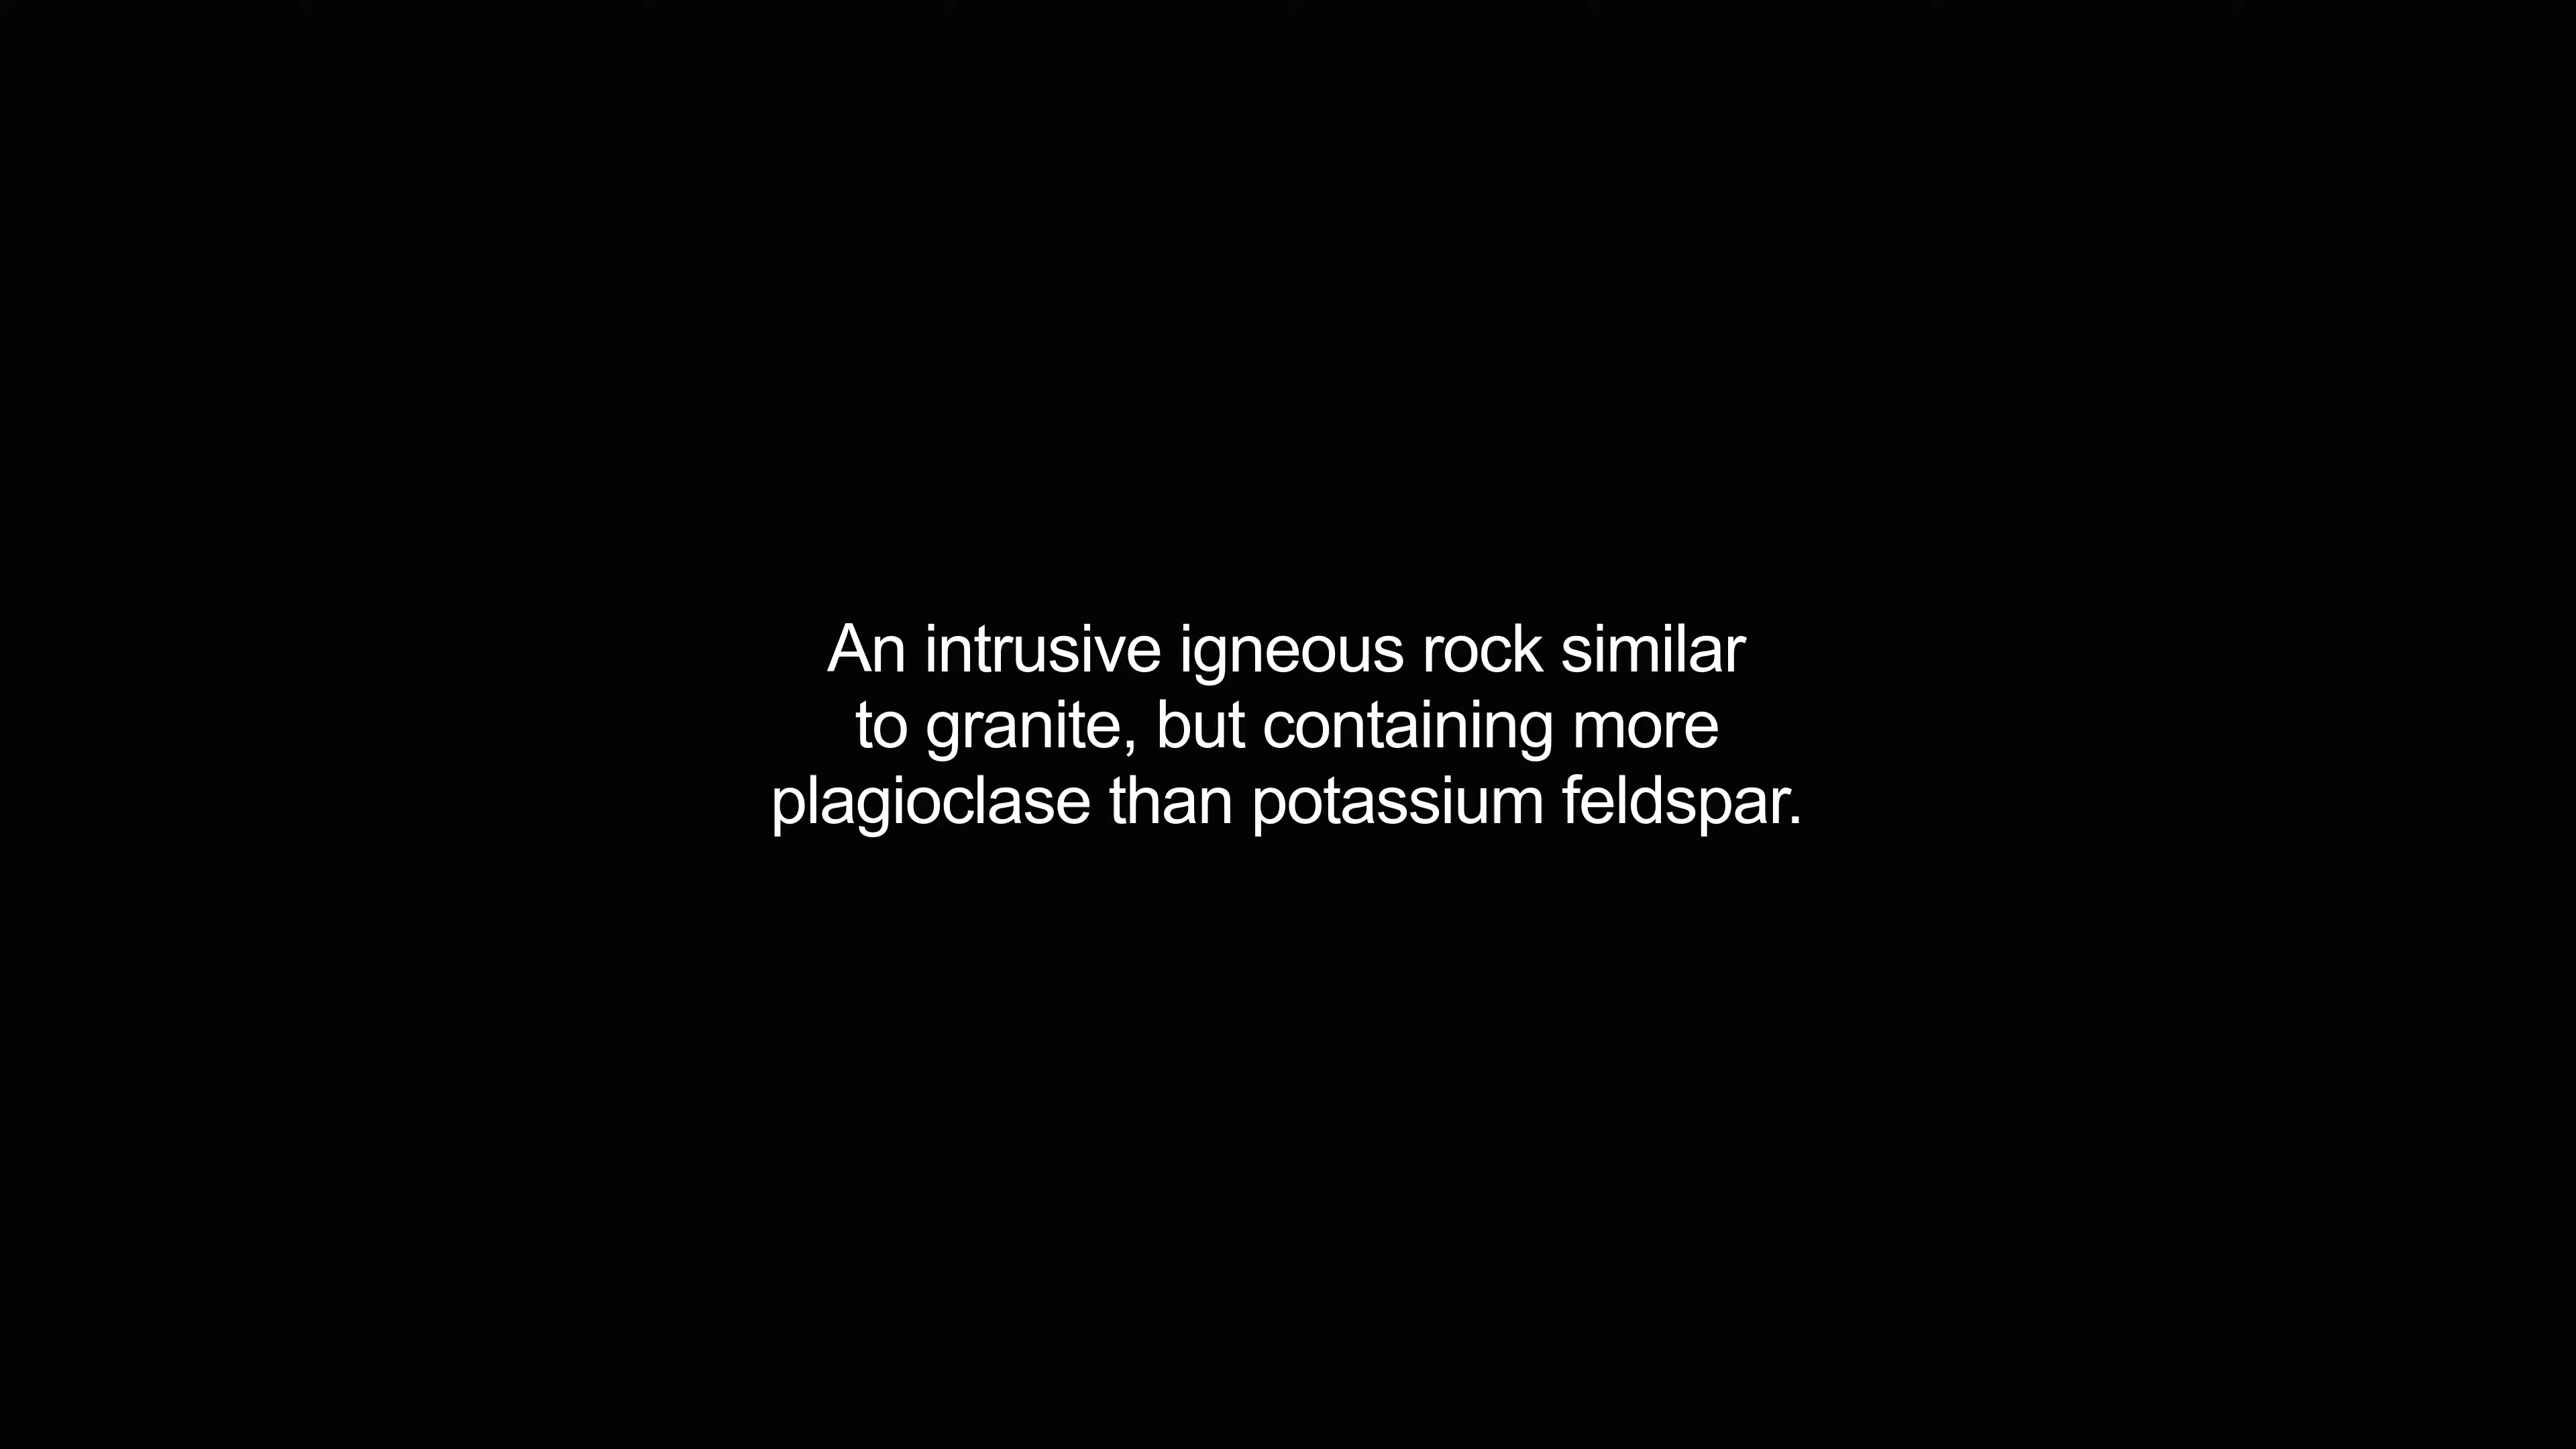 An intrusive igneous rock similar
to granite, but containing more
plagioclase than potassium feldspar.